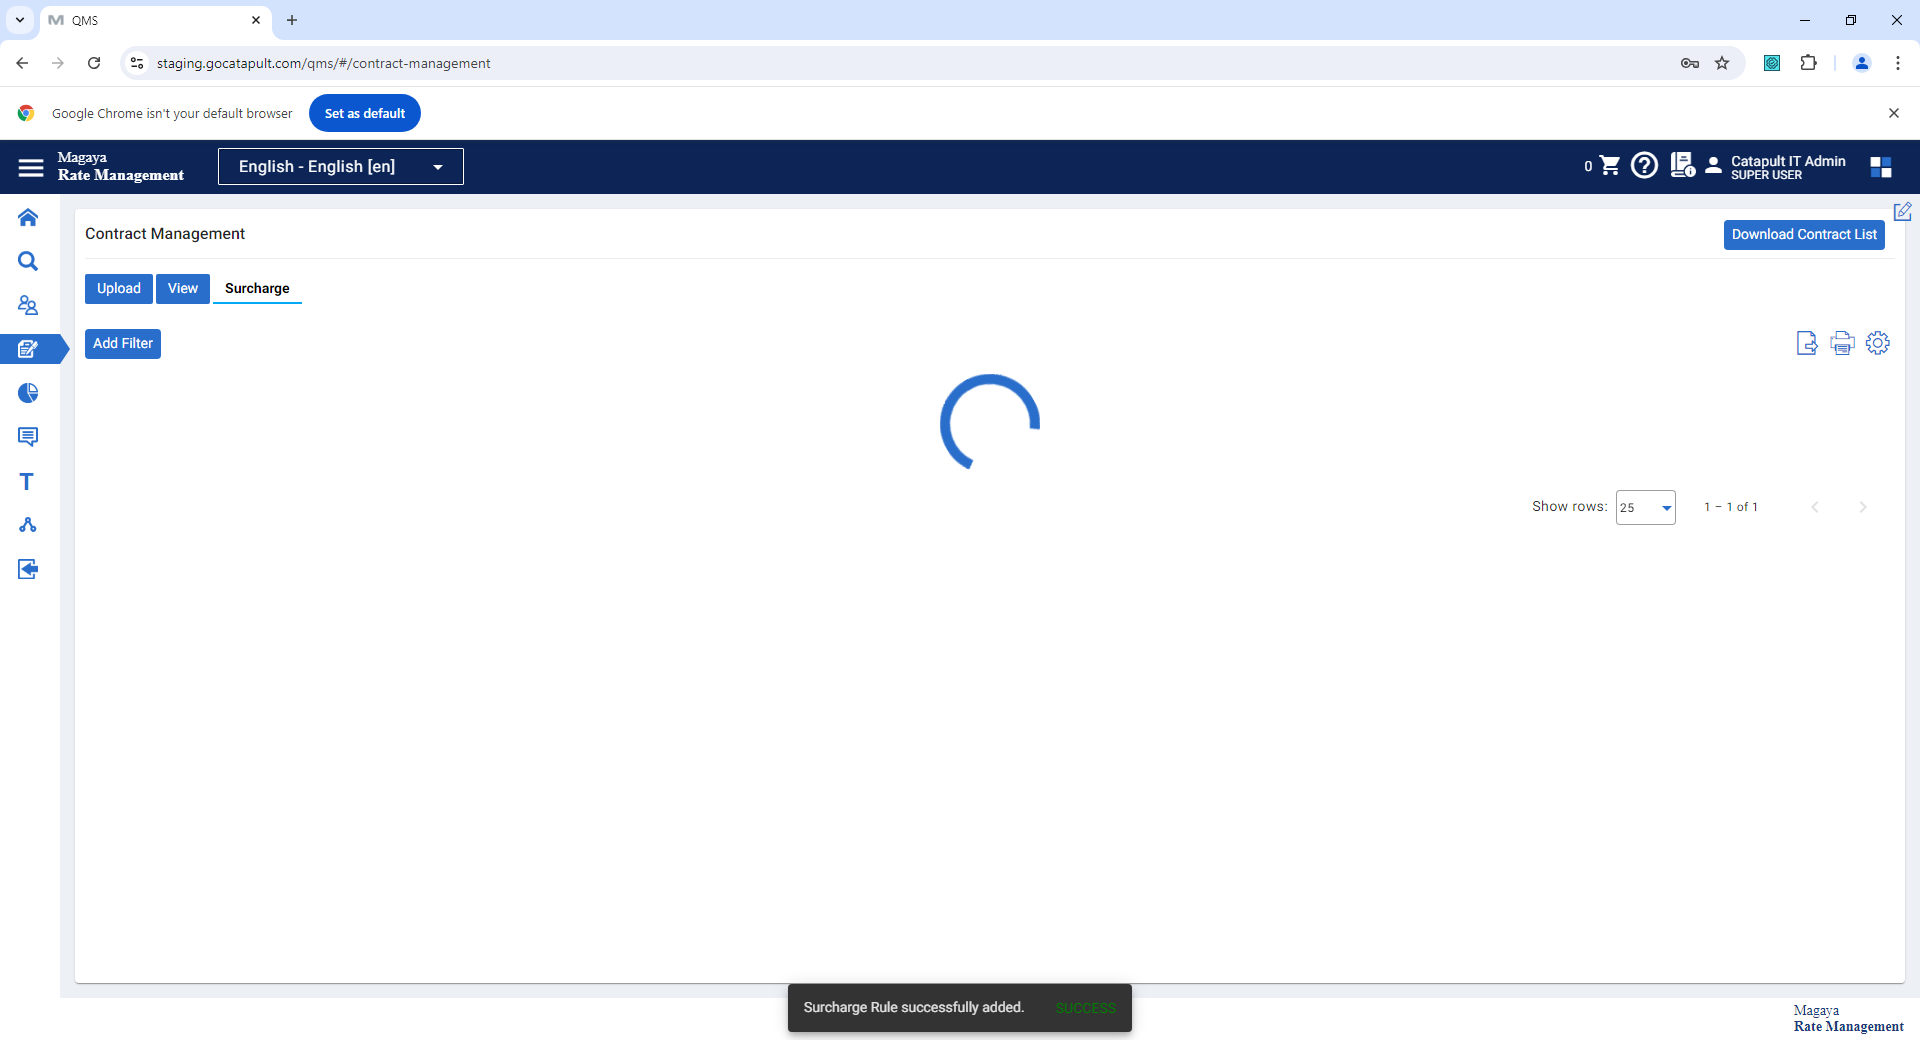 QMS
staging.gocatapult.com/qms/#/contract-management
Google Chrome isn't your default browser
Set as default
Magaya
Rate Management
English - English [en]
0
Catapult IT Admin
SUPER USER
Contract Management
Download Contract List
Upload
View
Surcharge
Add Filter
Show rows:
25
1 – 1 of 1
T
Surcharge Rule successfully added.
SUCCESS
Magaya
Rate Management